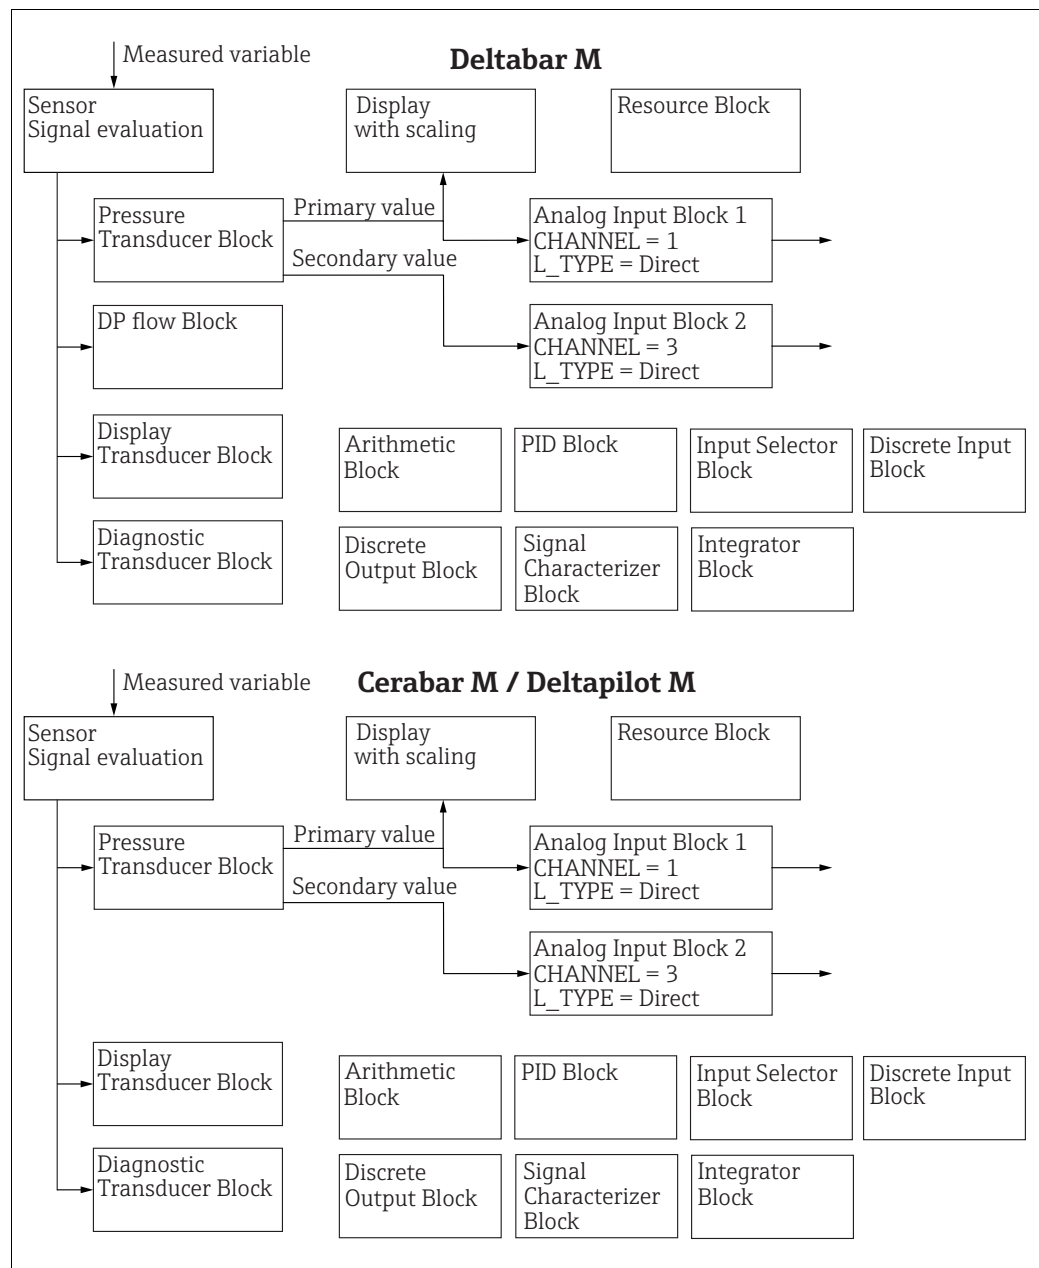 Measured variable
Deltabar M
Sensor
Signal evaluation
Display
with scaling
Resource Block
Pressure
Transducer Block
Primary value
Secondary value
Analog Input Block 1
CHANNEL = 1
L_TYPE = Direct
DP flow Block
Analog Input Block 2
CHANNEL = 3
L_TYPE = Direct
Display
Transducer Block
Arithmetic
Block
PID Block
Input Selector
Block
Discrete Input
Block
Diagnostic
Transducer Block
Discrete
Output Block
Signal
Characterizer
Block
Integrator
Block
Measured variable
Cerabar M / Deltapilot M
Sensor
Signal evaluation
Display
with scaling
Resource Block
Pressure
Transducer Block
Primary value
Secondary value
Analog Input Block 1
CHANNEL = 1
L_TYPE = Direct
Analog Input Block 2
CHANNEL = 3
L_TYPE = Direct
Display
Transducer Block
Arithmetic
Block
PID Block
Input Selector
Block
Discrete Input
Block
Diagnostic
Transducer Block
Discrete
Output Block
Signal
Characterizer
Block
Integrator
Block